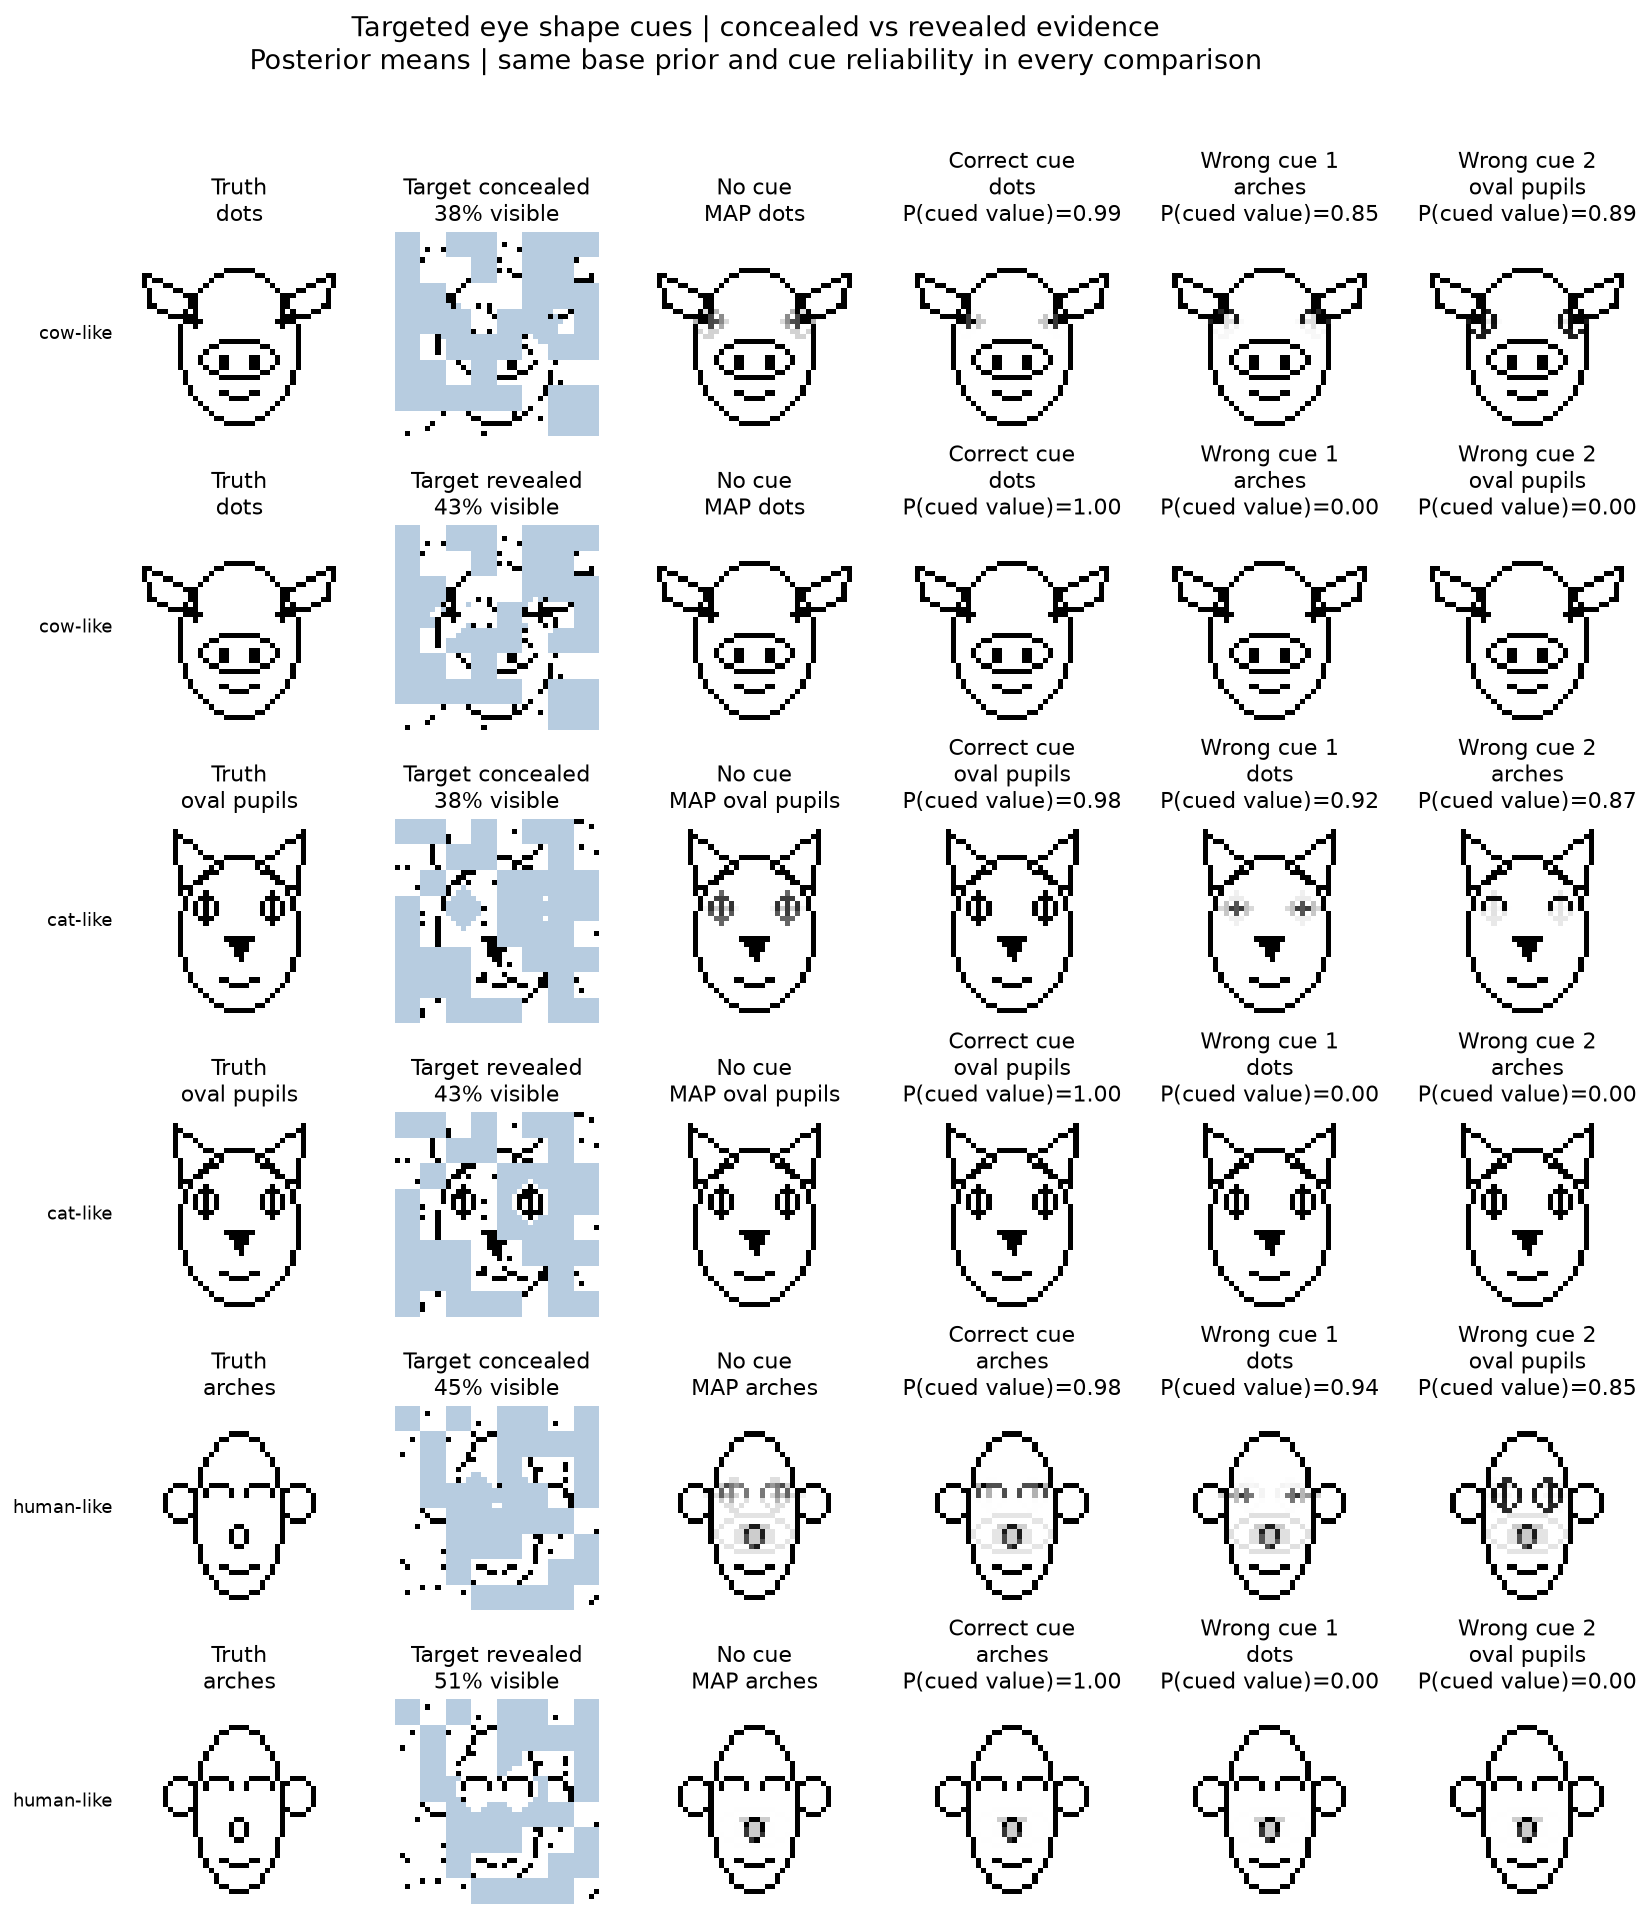 Targeted eye shape cues | concealed vs revealed evidence
Posterior means | same base prior and cue reliability in every comparison
Truth
dots
Target concealed
38% visible
No cue
MAP dots
Correct cue
dots
P(cued value)=0.99
Wrong cue 1
arches
P(cued value)=0.85
Wrong cue 2
oval pupils
P(cued value)=0.89
cow-like
Truth
dots
Target revealed
43% visible
No cue
MAP dots
Correct cue
dots
P(cued value)=1.00
Wrong cue 1
arches
P(cued value)=0.00
Wrong cue 2
oval pupils
P(cued value)=0.00
cow-like
Truth
oval pupils
Target concealed
38% visible
No cue
MAP oval pupils
Correct cue
oval pupils
P(cued value)=0.98
Wrong cue 1
dots
P(cued value)=0.92
Wrong cue 2
arches
P(cued value)=0.87
cat-like
Truth
oval pupils
Target revealed
43% visible
No cue
MAP oval pupils
Correct cue
oval pupils
P(cued value)=1.00
Wrong cue 1
dots
P(cued value)=0.00
Wrong cue 2
arches
P(cued value)=0.00
cat-like
Truth
arches
Target concealed
45% visible
No cue
MAP arches
Correct cue
arches
P(cued value)=0.98
Wrong cue 1
dots
P(cued value)=0.94
Wrong cue 2
oval pupils
P(cued value)=0.85
human-like
Truth
arches
Target revealed
51% visible
No cue
MAP arches
Correct cue
arches
P(cued value)=1.00
Wrong cue 1
dots
P(cued value)=0.00
Wrong cue 2
oval pupils
P(cued value)=0.00
human-like